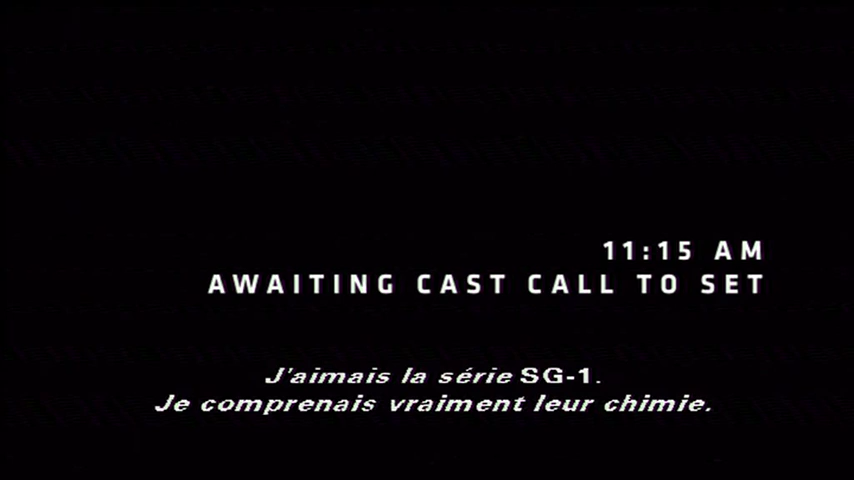 11:15 AM
AWAITING CAST CALL TO SET
J'aimais la série SG-1.
Je comprenais vraiment leur chimie.